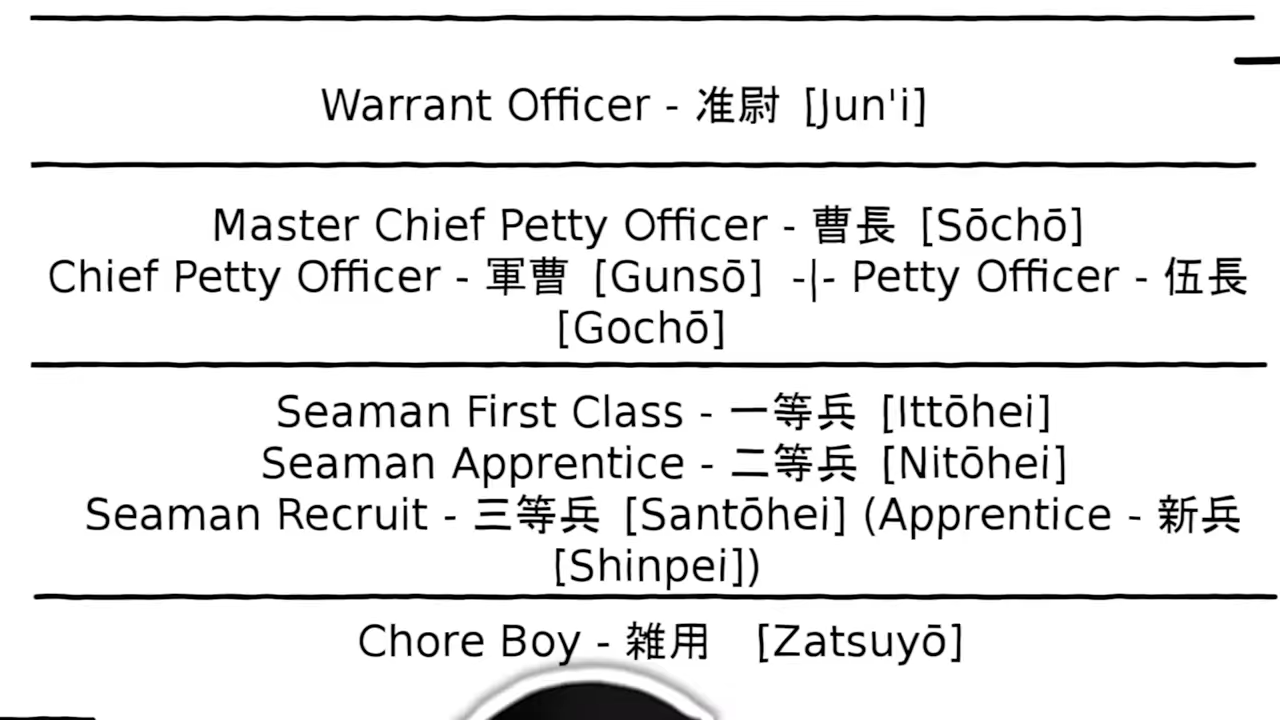 Warrant Officer - 准尉 [Jun'i]
Master Chief Petty Officer - 曹長 [Sōchō]
Chief Petty Officer - 軍曹 [Gunsō] -|- Petty Officer - 伍長
[Gochō]
Seaman First Class - 一等兵 [Ittōhei]
Seaman Apprentice - 二等兵 [Nitōhei]
Seaman Recruit - 三等兵 [Santōhei] (Apprentice - 新兵
[Shinpei])
Chore Boy - 雑用 [Zatsuyō]